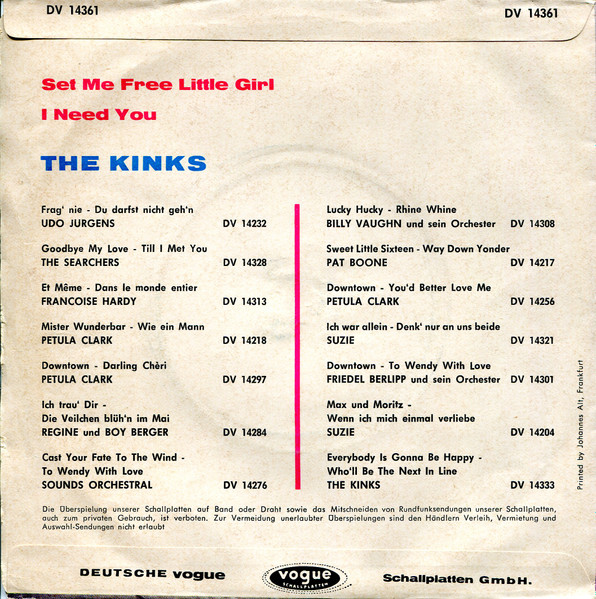 DV 14361
DV 14361
Set Me Free Little Girl
I Need You
THE KINKS
Frag' nie - Du darfst nicht geh'n
UDO JURGENS DV 14232
Goodbye My Love - Till I Met You
THE SEARCHERS DV 14328
Et Même - Dans le monde entier
FRANCOISE HARDY DV 14313
Mister Wunderbar - Wie ein Mann
PETULA CLARK DV 14218
Downtown - Darling Chèri
PETULA CLARK DV 14297
Ich trau' Dir -
Die Veilchen blüh'n im Mai
REGINE und BOY BERGER DV 14284
Cast Your Fate To The Wind -
To Wendy With Love
SOUNDS ORCHESTRAL DV 14276
Lucky Hucky - Rhine Whine
BILLY VAUGHN und sein Orchester DV 14308
Sweet Little Sixteen - Way Down Yonder
PAT BOONE DV 14217
Downtown - You'd Better Love Me
PETULA CLARK DV 14256
Ich war allein - Denk' nur an uns beide
SUZIE DV 14321
Downtown - To Wendy With Love
FRIEDEL BERLIPP und sein Orchester DV 14301
Max und Moritz -
Wenn ich mich einmal verliebe
SUZIE DV 14204
Everybody Is Gonna Be Happy -
Who'll Be The Next In Line
THE KINKS DV 14333
Printed by Johannes Alt, Frankfurt
Die Überspielung unserer Schallplatten auf Band oder Draht sowie das Mitschneiden von Rundfunksendungen unserer Schallplatten,
auch zum privaten Gebrauch, ist verboten. Zur Vermeidung unerlaubter Überspielungen sind den Händlern Verleih, Vermietung und
Auswahl-Sendungen nicht erlaubt
DEUTSCHE vogue
vogue
SCHALLPLATTEN
Schallplatten GmbH.